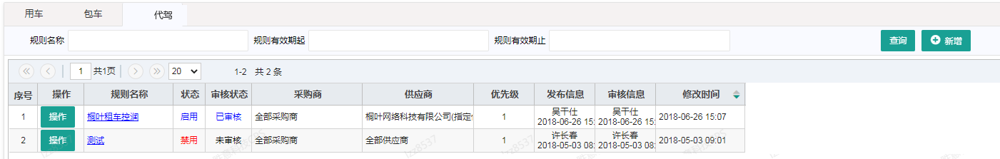 用车 包车 代驾
规则名称 规则有效期起 规则有效期止 查询 新增
1 共1页 20 1-2 共 2 条
序号 操作 规则名称 状态 审核状态 采购商 供应商 优先级 发布信息 审核信息 修改时间
1 操作 桐叶租车控润 启用 已审核 全部采购商 桐叶网络科技有限公司(指定 1 吴干仕 吴干仕 2018-06-26 15:07
2018-06-26 15: 2018-06-26 15:
2 操作 测试 禁用 未审核 全部采购商 全部供应商 1 许长春 许长春 2018-05-03 09:01
2018-05-03 08: 2018-05-03 08:
lzz8537